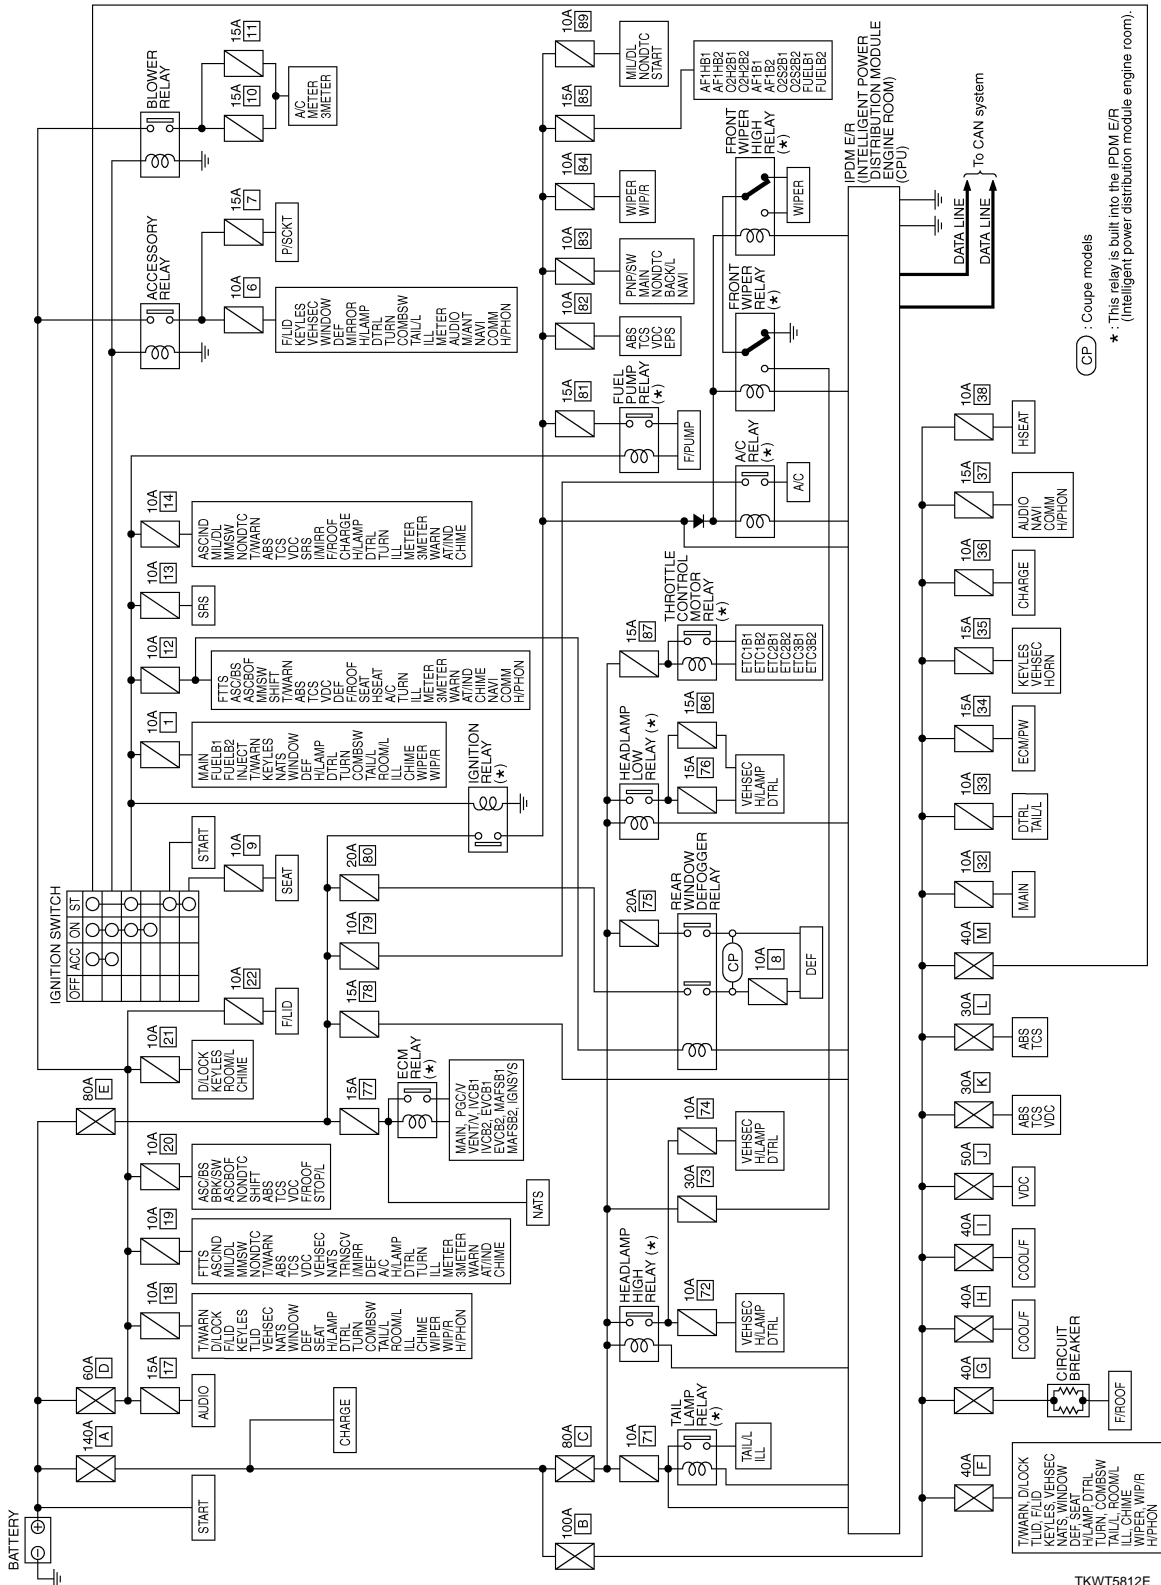 BATTERY
START
140A
A
60A
D
15A
17
AUDIO
10A
18
T/WARN
D/LOCK
F/LID
KEYLES
TLID
VEHSEC
NATS
WINDOW
DEF
SEAT
H/LAMP
DTRL
TURN
COMBSW
TAIL/L
ROOM/L
ILL
CHIME
WIPER
WIP/R
H/PHON
10A
19
FTTS
ASCIND
MIL/DL
MMSW
NONDTC
T/WARN
ABS
TCS
VDC
VEHSEC
NATS
TRNSCV
I/MIRR
DEF
A/C
H/LAMP
DTRL
TURN
ILL
METER
3METER
WARN
AT/IND
CHIME
10A
20
ASC/BS
BRK/SW
ASCBOF
NONDTC
SHIFT
ABS
TCS
VDC
F/ROOF
STOP/L
80A
E
10A
21
D/LOCK
KEYLES
ROOM/L
CHIME
10A
22
F/LID
IGNITION SWITCH
OFF ACC ON ST
10A
9
SEAT
START
10A
1
MAIN
FUELB1
FUELB2
INJECT
T/WARN
KEYLES
NATS
WINDOW
DEF
H/LAMP
DTRL
TURN
COMBSW
TAIL/L
ROOM/L
ILL
CHIME
WIPER
WIP/R
10A
12
FTTS
ASC/BS
ASCBOF
MMSW
SHIFT
T/WARN
ABS
TCS
VDC
DEF
F/ROOF
SEAT
HSEAT
A/C
TURN
ILL
METER
3METER
WARN
AT/IND
CHIME
NAVI
COMM
H/PHON
10A
13
SRS
10A
14
ASCIND
MIL/DL
MMSW
NONDTC
T/WARN
ABS
TCS
VDC
SRS
I/MIRR
F/ROOF
CHARGE
H/LAMP
DTRL
TURN
ILL
METER
3METER
WARN
AT/IND
CHIME
ACCESSORY
RELAY
10A
6
F/LID
KEYLES
VEHSEC
WINDOW
DEF
MIRROR
H/LAMP
DTRL
TURN
COMBSW
TAIL/L
ILL
METER
AUDIO
M/ANT
NAVI
COMM
H/PHON
15A
7
P/SCKT
BLOWER
RELAY
15A
10
15A
11
A/C
METER
3METER
CHARGE
15A
77
ECM
RELAY
(*)
MAIN, PGC/V
VENT/V, IVCB1
IVCB2, EVCB1
EVCB2, MAFSB1
MAFSB2, IGNSYS
NATS
15A
78
10A
79
20A
80
IGNITION
RELAY
(*)
15A
81
FUEL
PUMP
RELAY
(*)
F/PUMP
10A
82
ABS
TCS
VDC
EPS
10A
83
PNP/SW
MAIN
NONDTC
BACK/L
NAVI
10A
84
WIPER
WIP/R
15A
85
AF1HB1
AF1HB2
O2H2B1
O2H2B2
AF1B1
AF1B2
O2S2B1
O2S2B2
FUELB1
FUELB2
10A
89
MIL/DL
NONDTC
START
100A
B
80A
C
10A
71
TAIL
LAMP
RELAY
(*)
TAIL/L
ILL
HEADLAMP
HIGH
RELAY (*)
10A
72
VEHSEC
H/LAMP
DTRL
30A
73
10A
74
VEHSEC
H/LAMP
DTRL
20A
75
REAR
WINDOW
DEFOGGER
RELAY
CP
10A
8
DEF
HEADLAMP
LOW
RELAY (*)
15A
76
15A
86
VEHSEC
H/LAMP
DTRL
15A
87
THROTTLE
CONTROL
MOTOR
RELAY
(*)
ETC1B1
ETC1B2
ETC2B1
ETC2B2
ETC3B1
ETC3B2
A/C
RELAY
(*)
A/C
FRONT
WIPER
RELAY
(*)
FRONT
WIPER
HIGH
RELAY
(*)
WIPER
IPDM E/R
(INTELLIGENT POWER
DISTRIBUTION MODULE
ENGINE ROOM)
(CPU)
DATA LINE
DATA LINE
To CAN system
40A
F
T/WARN, D/LOCK
TLID, F/LID
KEYLES, VEHSEC
NATS, WINDOW
DEF, SEAT
H/LAMP, DTRL
TURN, COMBSW
TAIL/L, ROOM/L
ILL, CHIME
WIPER, WIP/R
H/PHON
40A
G
CIRCUIT
BREAKER
F/ROOF
40A
H
COOL/F
40A
I
COOL/F
50A
J
VDC
30A
K
ABS
TCS
VDC
30A
L
ABS
TCS
40A
M
10A
32
MAIN
10A
33
DTRL
TAIL/L
15A
34
ECM/PW
15A
35
KEYLES
VEHSEC
HORN
10A
36
CHARGE
15A
37
AUDIO
NAVI
COMM
H/PHON
10A
38
HSEAT
CP : Coupe models
* : This relay is built into the IPDM E/R
(Intelligent power distribution module engine room).
TKWT5812E